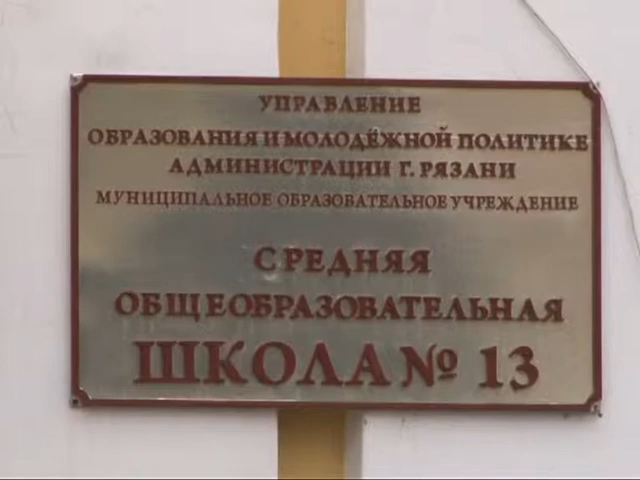 УПРАВЛЕНИЕ
ОБРАЗОВАНИЯ И МОЛОДЁЖНОЙ ПОЛИТИКЕ
АДМИНИСТРАЦИИ Г. РЯЗАНИ
МУНИЦИПАЛЬНОЕ ОБРАЗОВАТЕЛЬНОЕ УЧРЕЖДЕНИЕ
СРЕДНЯЯ
ОБЩЕОБРАЗОВАТЕЛЬНАЯ
ШКОЛА № 13